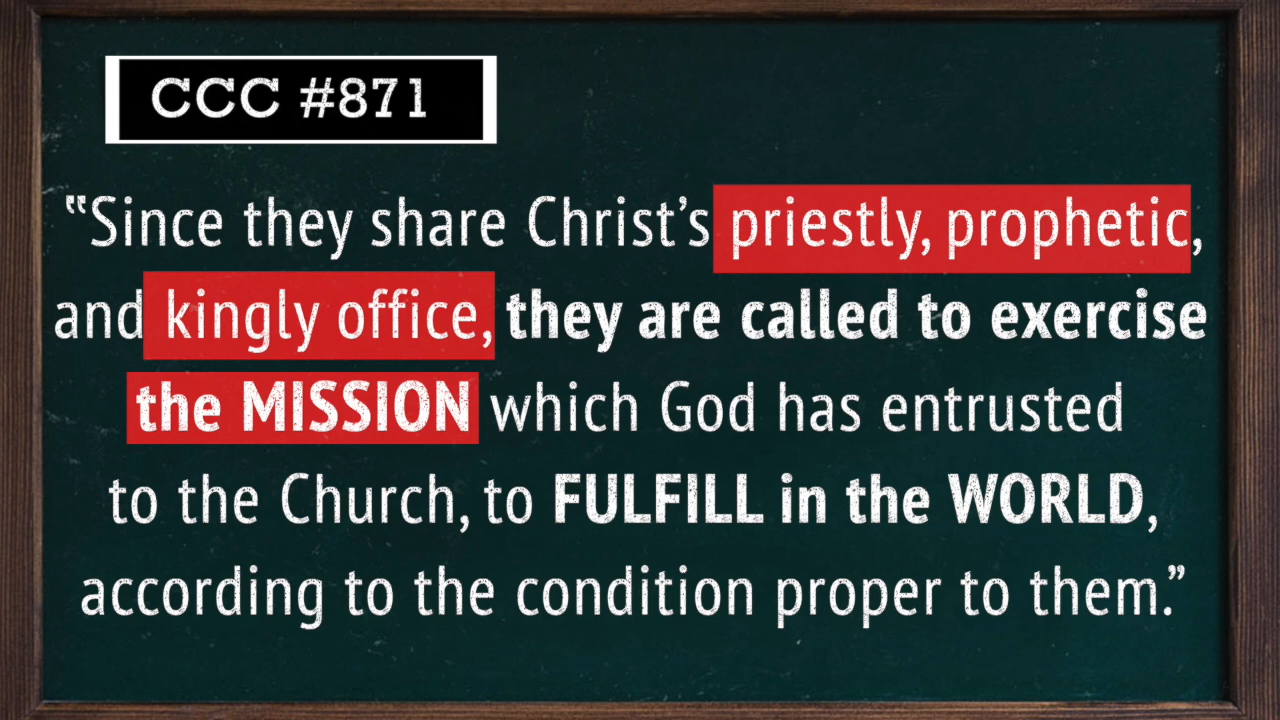 CCC #871
“Since they share Christ’s priestly, prophetic,
and kingly office, they are called to exercise
the MISSION which God has entrusted
to the Church, to FULFILL in the WORLD,
according to the condition proper to them.”